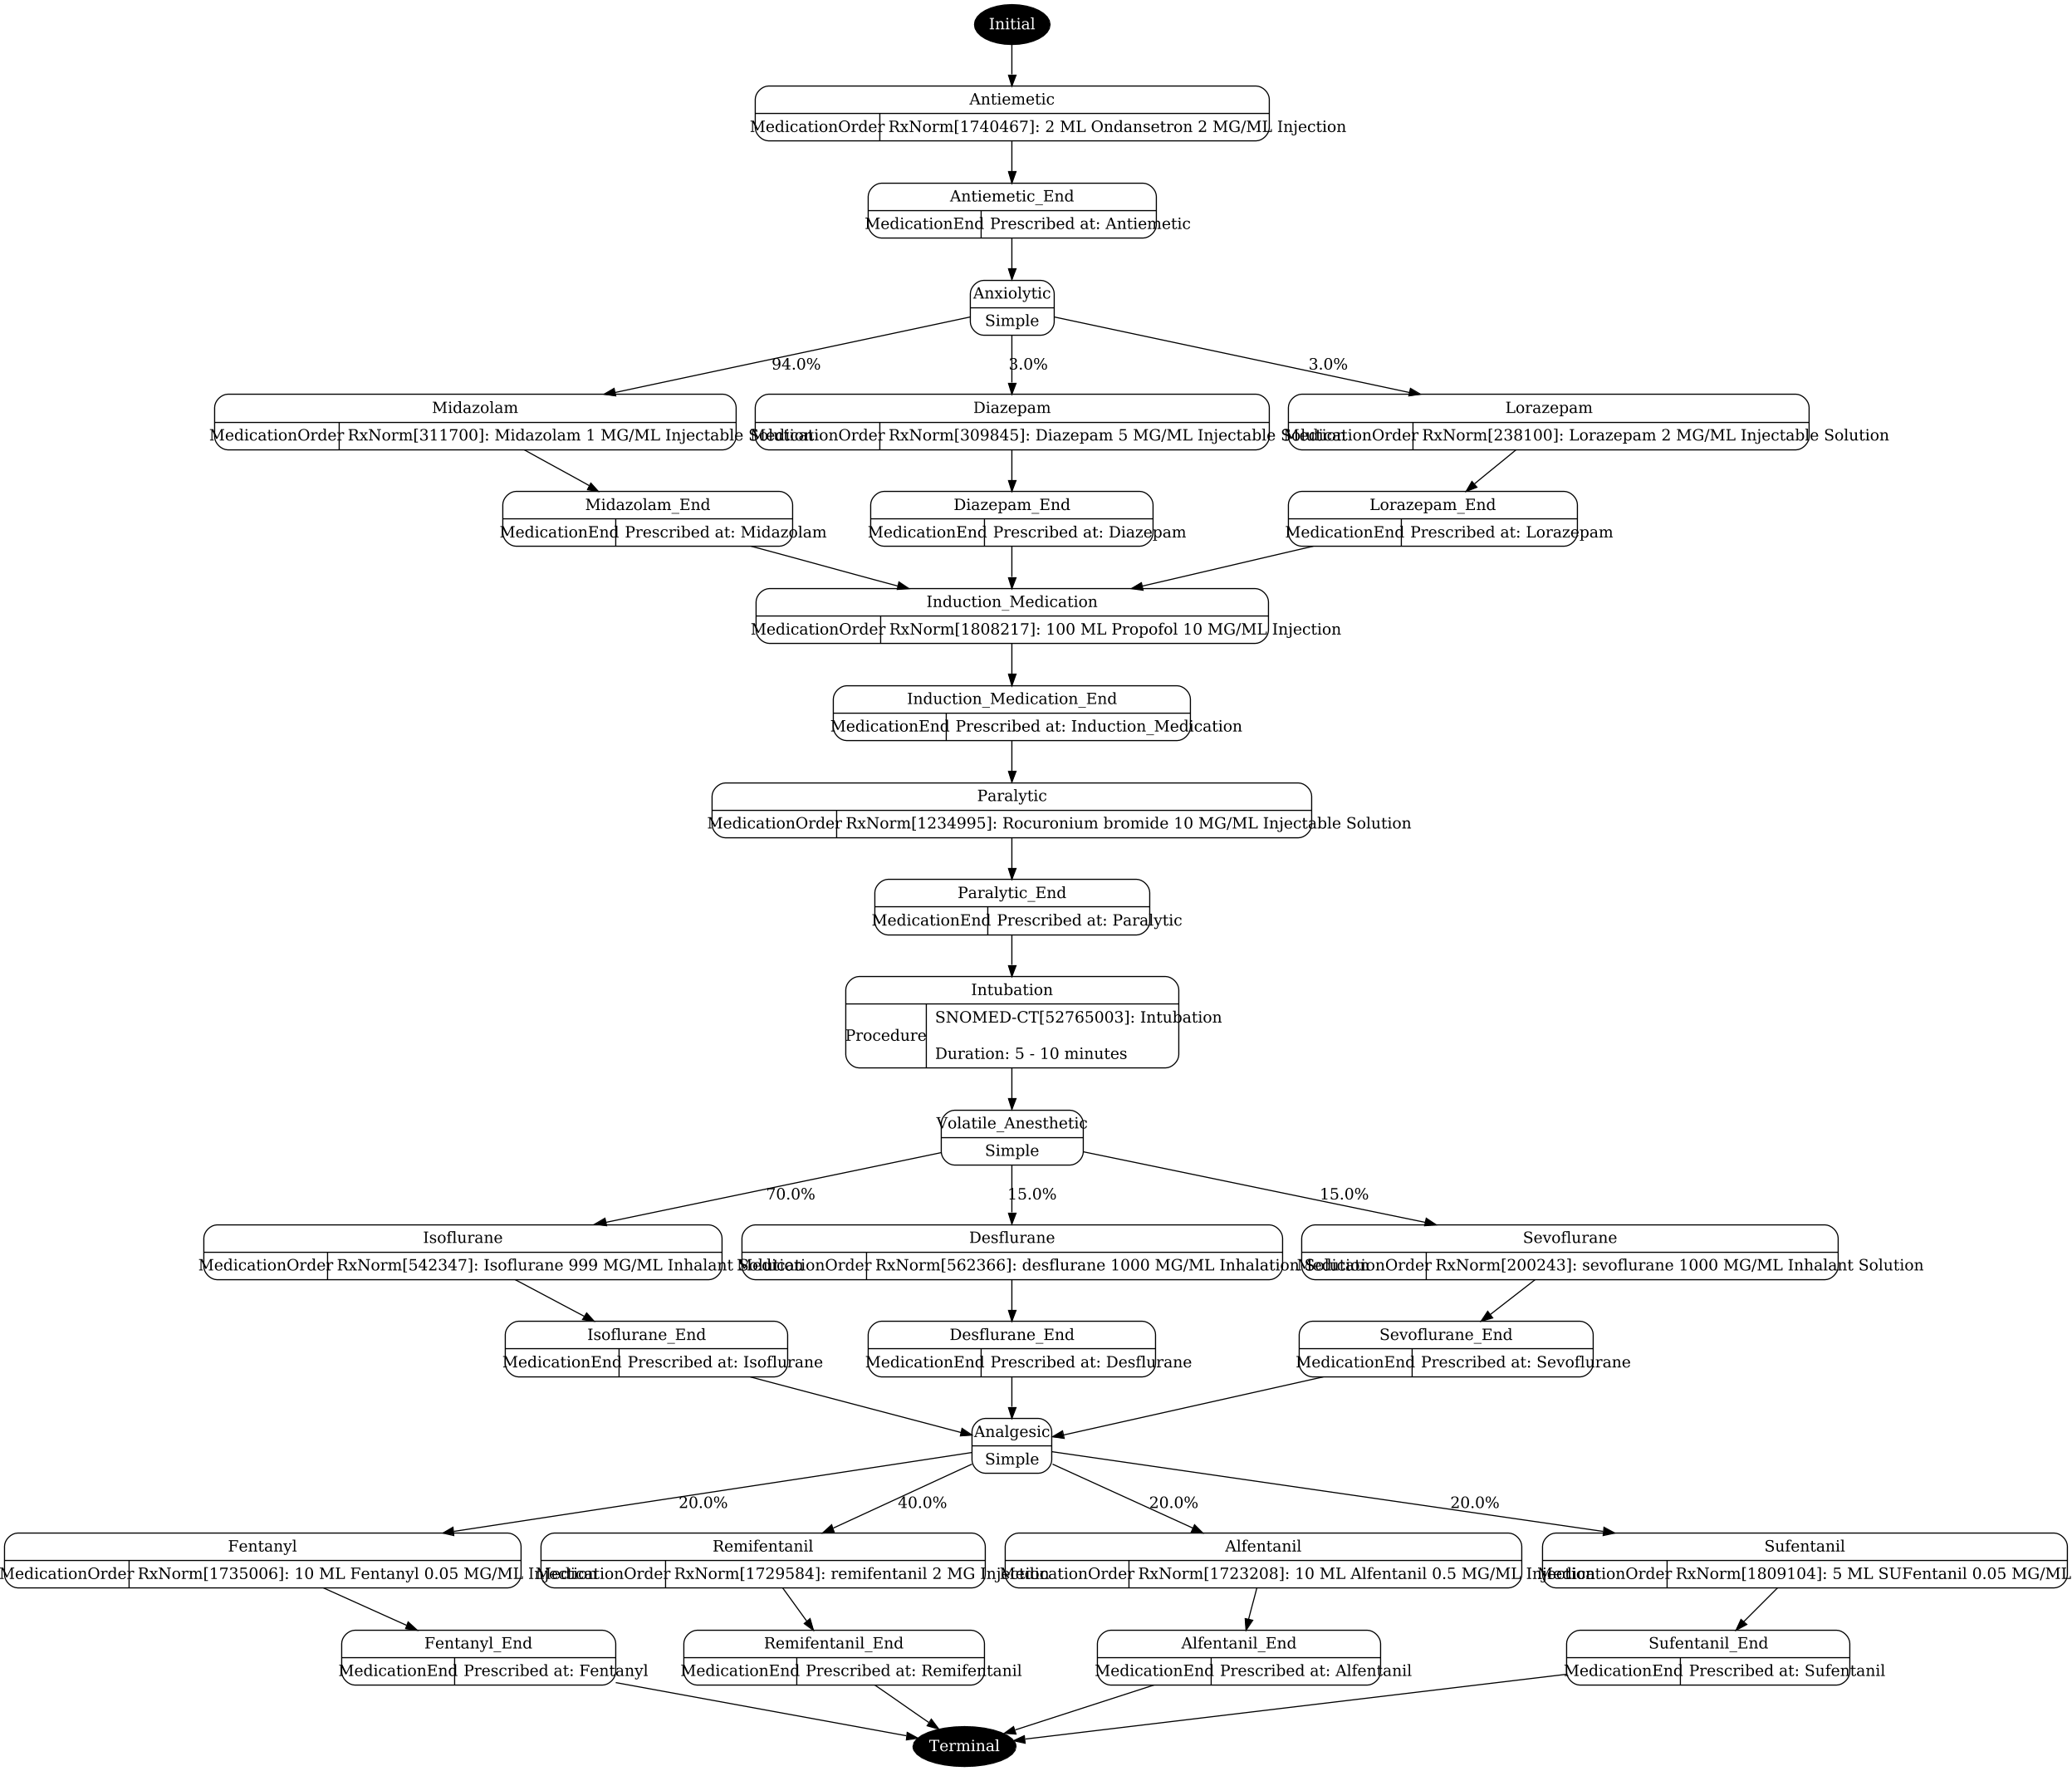 Initial
Antiemetic
MedicationOrder RxNorm[1740467]: 2 ML Ondansetron 2 MG/ML Injection
Antiemetic_End
MedicationEnd Prescribed at: Antiemetic
Anxiolytic
Simple
94.0% 3.0% 3.0%
Midazolam
MedicationOrder RxNorm[311700]: Midazolam 1 MG/ML Injectable Solution
Diazepam
MedicationOrder RxNorm[309845]: Diazepam 5 MG/ML Injectable Solution
Lorazepam
MedicationOrder RxNorm[238100]: Lorazepam 2 MG/ML Injectable Solution
Midazolam_End
MedicationEnd Prescribed at: Midazolam
Diazepam_End
MedicationEnd Prescribed at: Diazepam
Lorazepam_End
MedicationEnd Prescribed at: Lorazepam
Induction_Medication
MedicationOrder RxNorm[1808217]: 100 ML Propofol 10 MG/ML Injection
Induction_Medication_End
MedicationEnd Prescribed at: Induction_Medication
Paralytic
MedicationOrder RxNorm[1234995]: Rocuronium bromide 10 MG/ML Injectable Solution
Paralytic_End
MedicationEnd Prescribed at: Paralytic
Intubation
Procedure
SNOMED-CT[52765003]: Intubation
Duration: 5 - 10 minutes
Volatile_Anesthetic
Simple
70.0% 15.0% 15.0%
Isoflurane
MedicationOrder RxNorm[542347]: Isoflurane 999 MG/ML Inhalant Solution
Desflurane
MedicationOrder RxNorm[562366]: desflurane 1000 MG/ML Inhalation Solution
Sevoflurane
MedicationOrder RxNorm[200243]: sevoflurane 1000 MG/ML Inhalant Solution
Isoflurane_End
MedicationEnd Prescribed at: Isoflurane
Desflurane_End
MedicationEnd Prescribed at: Desflurane
Sevoflurane_End
MedicationEnd Prescribed at: Sevoflurane
Analgesic
Simple
20.0% 40.0% 20.0% 20.0%
Fentanyl
MedicationOrder RxNorm[1735006]: 10 ML Fentanyl 0.05 MG/ML Injection
Remifentanil
MedicationOrder RxNorm[1729584]: remifentanil 2 MG Injection
Alfentanil
MedicationOrder RxNorm[1723208]: 10 ML Alfentanil 0.5 MG/ML Injection
Sufentanil
MedicationOrder RxNorm[1809104]: 5 ML SUFentanil 0.05 MG/ML
Fentanyl_End
MedicationEnd Prescribed at: Fentanyl
Remifentanil_End
MedicationEnd Prescribed at: Remifentanil
Alfentanil_End
MedicationEnd Prescribed at: Alfentanil
Sufentanil_End
MedicationEnd Prescribed at: Sufentanil
Terminal